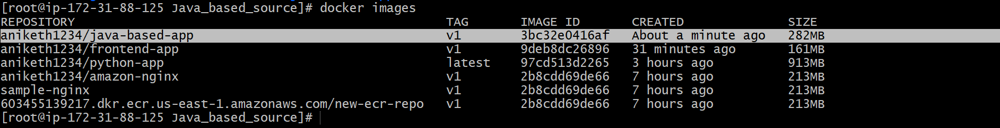 [root@ip-172-31-88-125 Java_based_source]# docker images
REPOSITORY TAG IMAGE ID CREATED SIZE
aniketh1234/java-based-app v1 3bc32e0416af About a minute ago 282MB
aniketh1234/frontend-app v1 9deb8dc26896 31 minutes ago 161MB
aniketh1234/python-app latest 97cd513d2265 3 hours ago 913MB
aniketh1234/amazon-nginx v1 2b8cdd69de66 7 hours ago 213MB
sample-nginx v1 2b8cdd69de66 7 hours ago 213MB
603455139217.dkr.ecr.us-east-1.amazonaws.com/new-ecr-repo v1 2b8cdd69de66 7 hours ago 213MB
[root@ip-172-31-88-125 Java_based_source]#